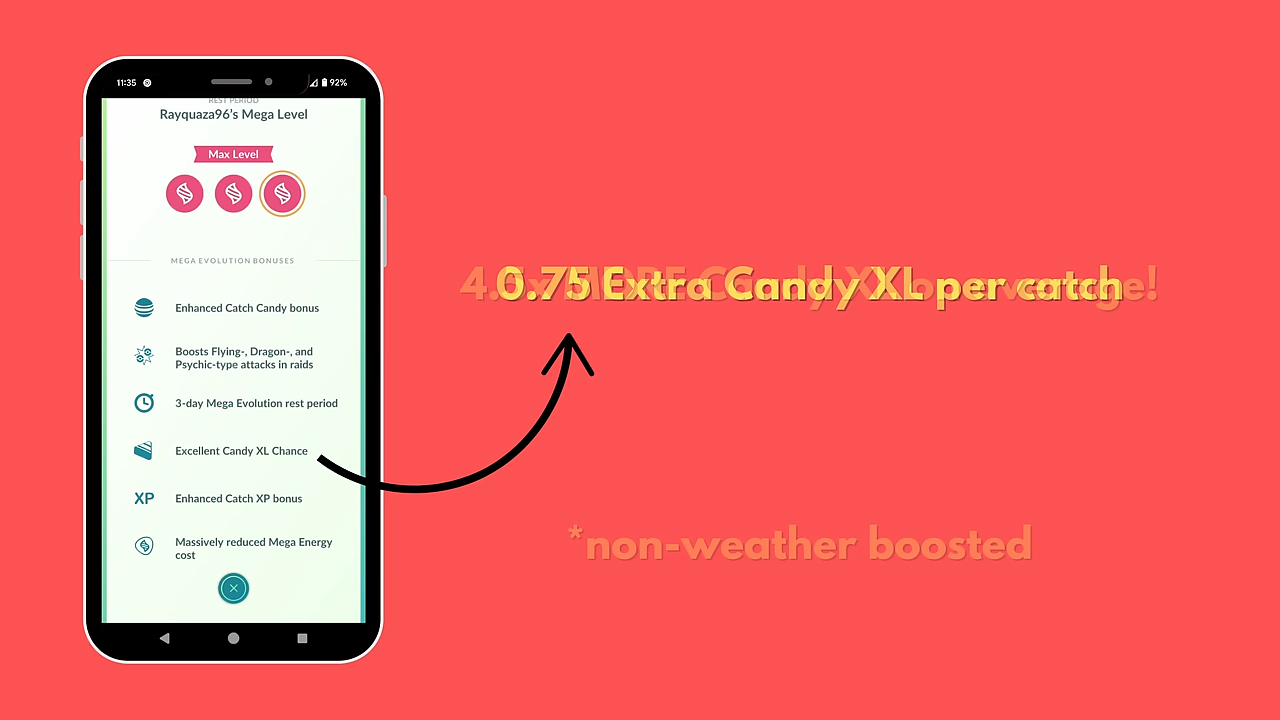 11:35
92%
REST PERIOD
Rayquaza96's Mega Level
Max Level
MEGA EVOLUTION BONUSES
Enhanced Catch Candy bonus
Boosts Flying-, Dragon-, and
Psychic-type attacks in raids
3-day Mega Evolution rest period
Excellent Candy XL Chance
XP
Enhanced Catch XP bonus
Massively reduced Mega Energy
cost
0.75 Extra Candy XL per catch
*non-weather boosted